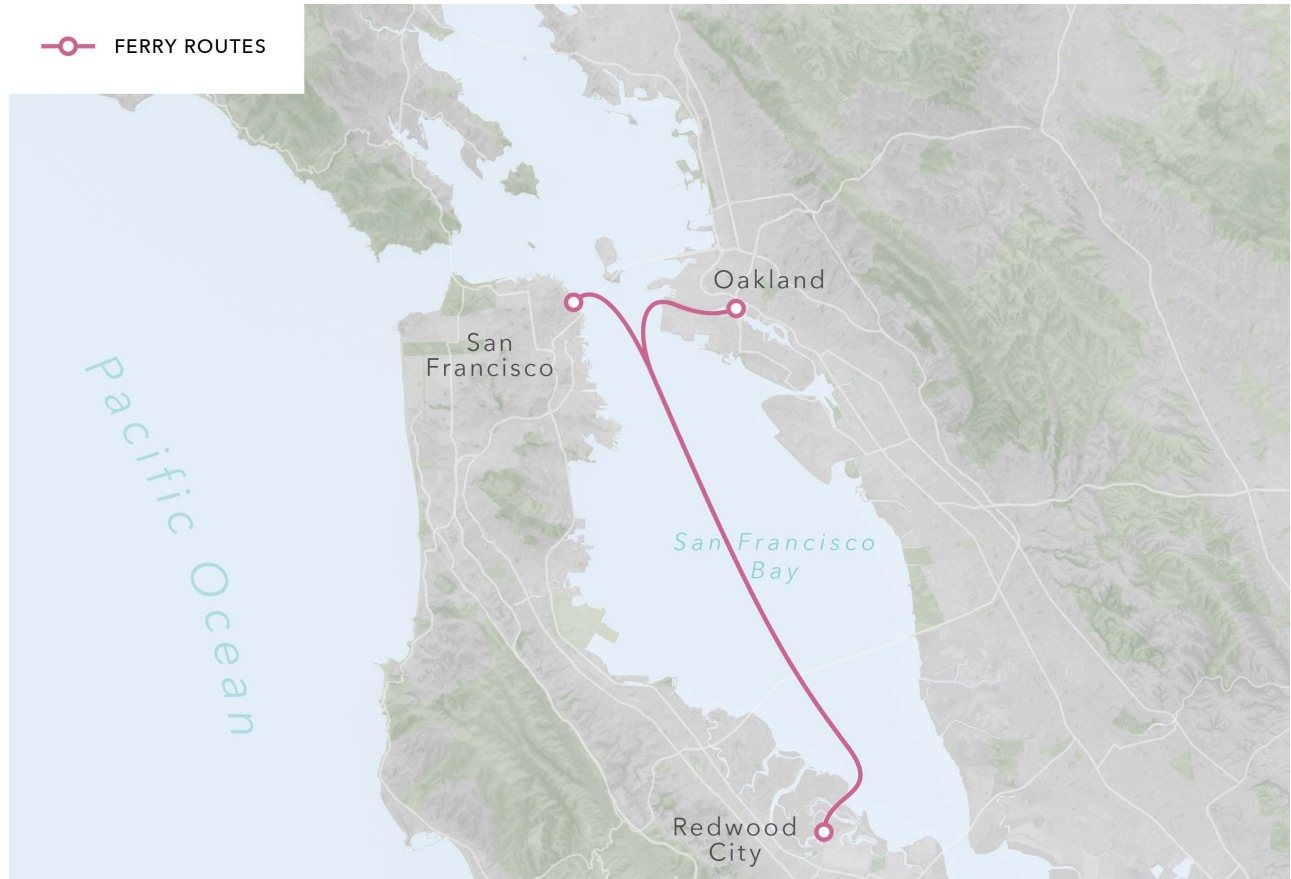 FERRY ROUTES
Oakland
San
Francisco
Pacific Ocean
San Francisco
Bay
Redwood
City